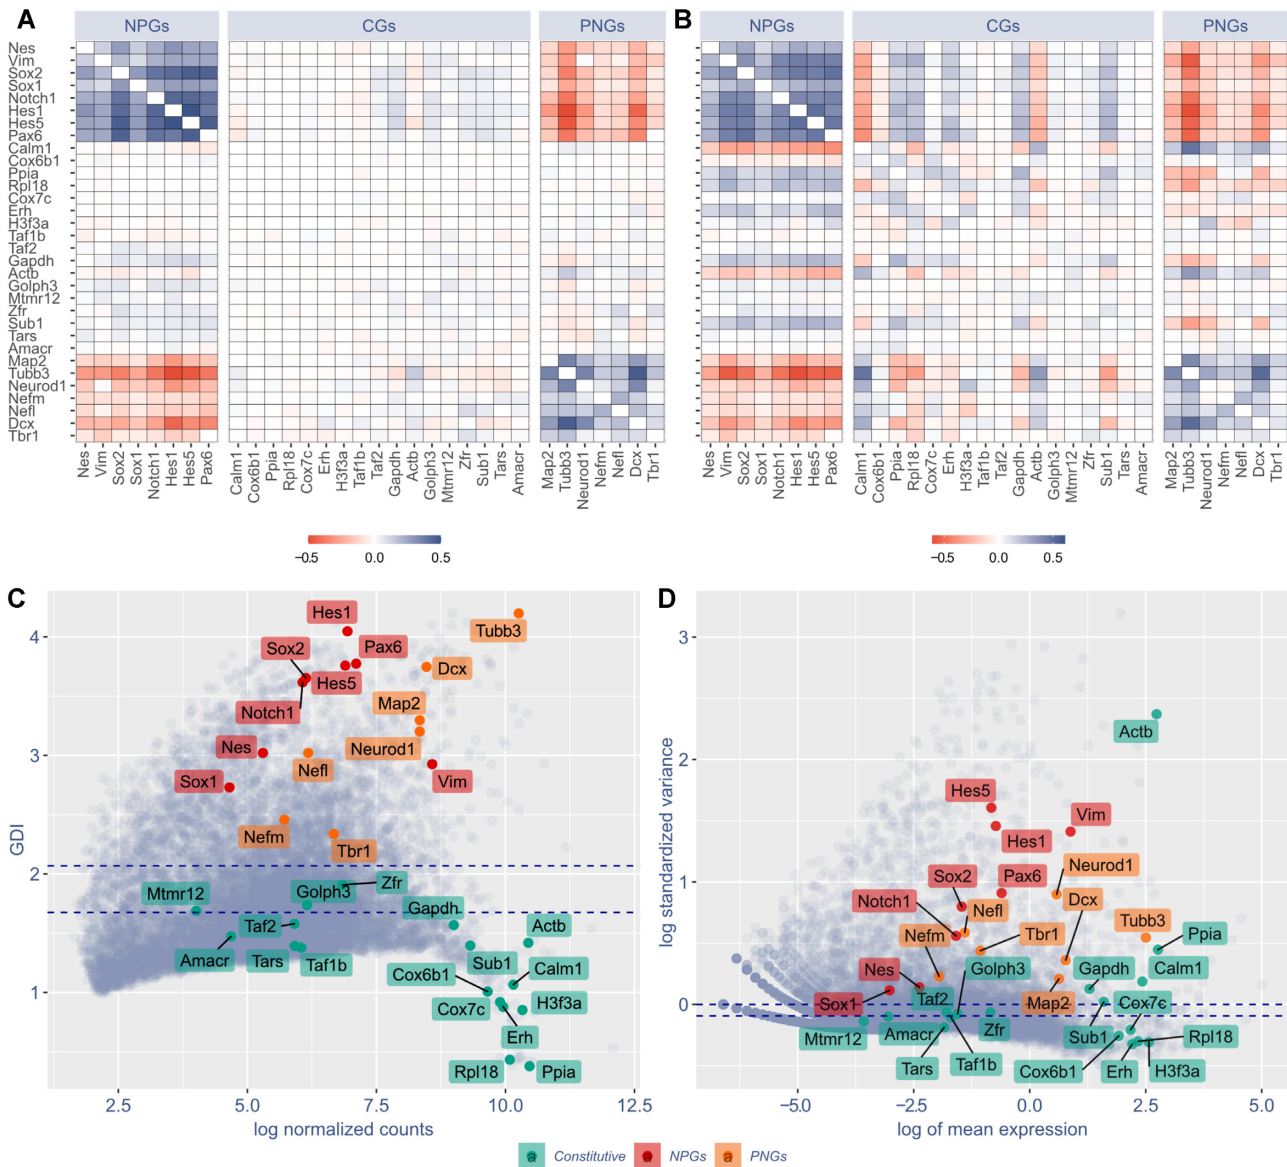 A
NPGs
CGs
PNGs
B
NPGs
CGs
PNGs
Nes
Vim
Sox2
Sox1
Notch1
Hes1
Hes5
Pax6
Calm1
Cox6b1
Ppia
Rpl18
Cox7c
Erh
H3f3a
Taf1b
Taf2
Gapdh
Actb
Golph3
Mtmr12
Zfr
Sub1
Tars
Amacr
Map2
Tubb3
Neurod1
Nefm
Nefl
Dcx
Tbr1
Nes Vim Sox2 Sox1 Notch1 Hes1 Hes5 Pax6 Calm1 Cox6b1 Ppia Rpl18 Cox7c Erh H3f3a Taf1b Taf2 Gapdh Actb Golph3 Mtmr12 Zfr Sub1 Tars Amacr Map2 Tubb3 Neurod1 Nefm Nefl Dcx Tbr1
Nes Vim Sox2 Sox1 Notch1 Hes1 Hes5 Pax6 Calm1 Cox6b1 Ppia Rpl18 Cox7c Erh H3f3a Taf1b Taf2 Gapdh Actb Golph3 Mtmr12 Zfr Sub1 Tars Amacr Map2 Tubb3 Neurod1 Nefm Nefl Dcx Tbr1
−0.5 0.0 0.5
−0.5 0.0 0.5
C
GDI
4
3
2
1
Hes1
Tubb3
Sox2
Pax6
Dcx
Hes5
Notch1
Map2
Nes
Neurod1
Nefl
Sox1
Vim
Nefm
Tbr1
Mtmr12
Golph3
Zfr
Gapdh
Taf2
Actb
Amacr
Tars
Taf1b
Sub1
Calm1
Cox6b1
Cox7c
H3f3a
Erh
Rpl18
Ppia
2.5 5.0 7.5 10.0 12.5
log normalized counts
D
log standardized variance
3
2
1
0
Actb
Hes5
Vim
Hes1
Neurod1
Sox2
Pax6
Notch1
Nefl
Dcx
Tubb3
Nefm
Tbr1
Ppia
Nes
Golph3
Gapdh
Calm1
Sox1
Taf2
Map2
Cox7c
Mtmr12
Amacr
Zfr
Sub1
Rpl18
Tars
Taf1b
Cox6b1
Erh
H3f3a
−5.0 −2.5 0.0 2.5 5.0
log of mean expression
a Constitutive a NPGs a PNGs